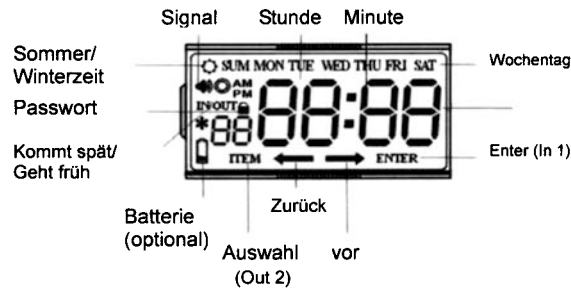 Signal Stunde Minute
Sommer/
Winterzeit
SUM MON TUE WED THU FRI SAT
Wochentag
AM
PM
Passwort
IN OUT
88:88
* 88
Kommt spät/
Geht früh
ITEM ENTER
Enter (In 1)
Batterie
(optional)
Zurück
Auswahl
(Out 2)
vor